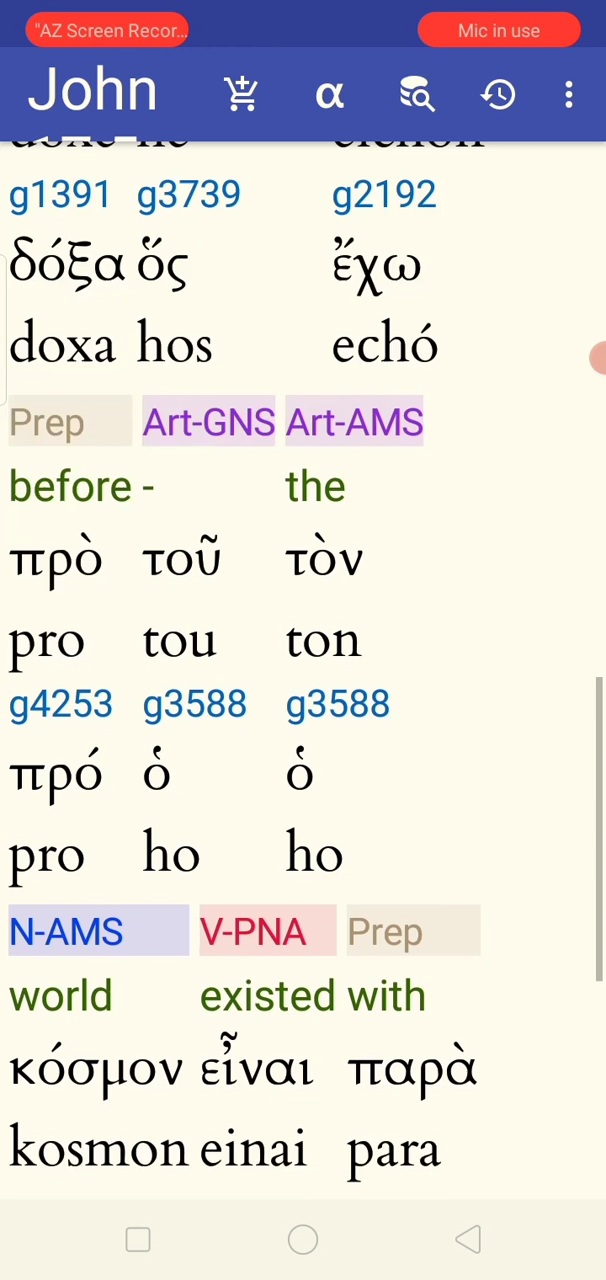 "AZ Screen Recor... Mic in use
John α
g1391 g3739 g2192
δόξα ὅς ἔχω
doxa hos echó
Prep Art-GNS Art-AMS
before - the
πρὸ τοῦ τὸν
pro tou ton
g4253 g3588 g3588
πρό ὁ ὁ
pro ho ho
N-AMS V-PNA Prep
world existed with
κόσμον εἶναι παρὰ
kosmon einai para